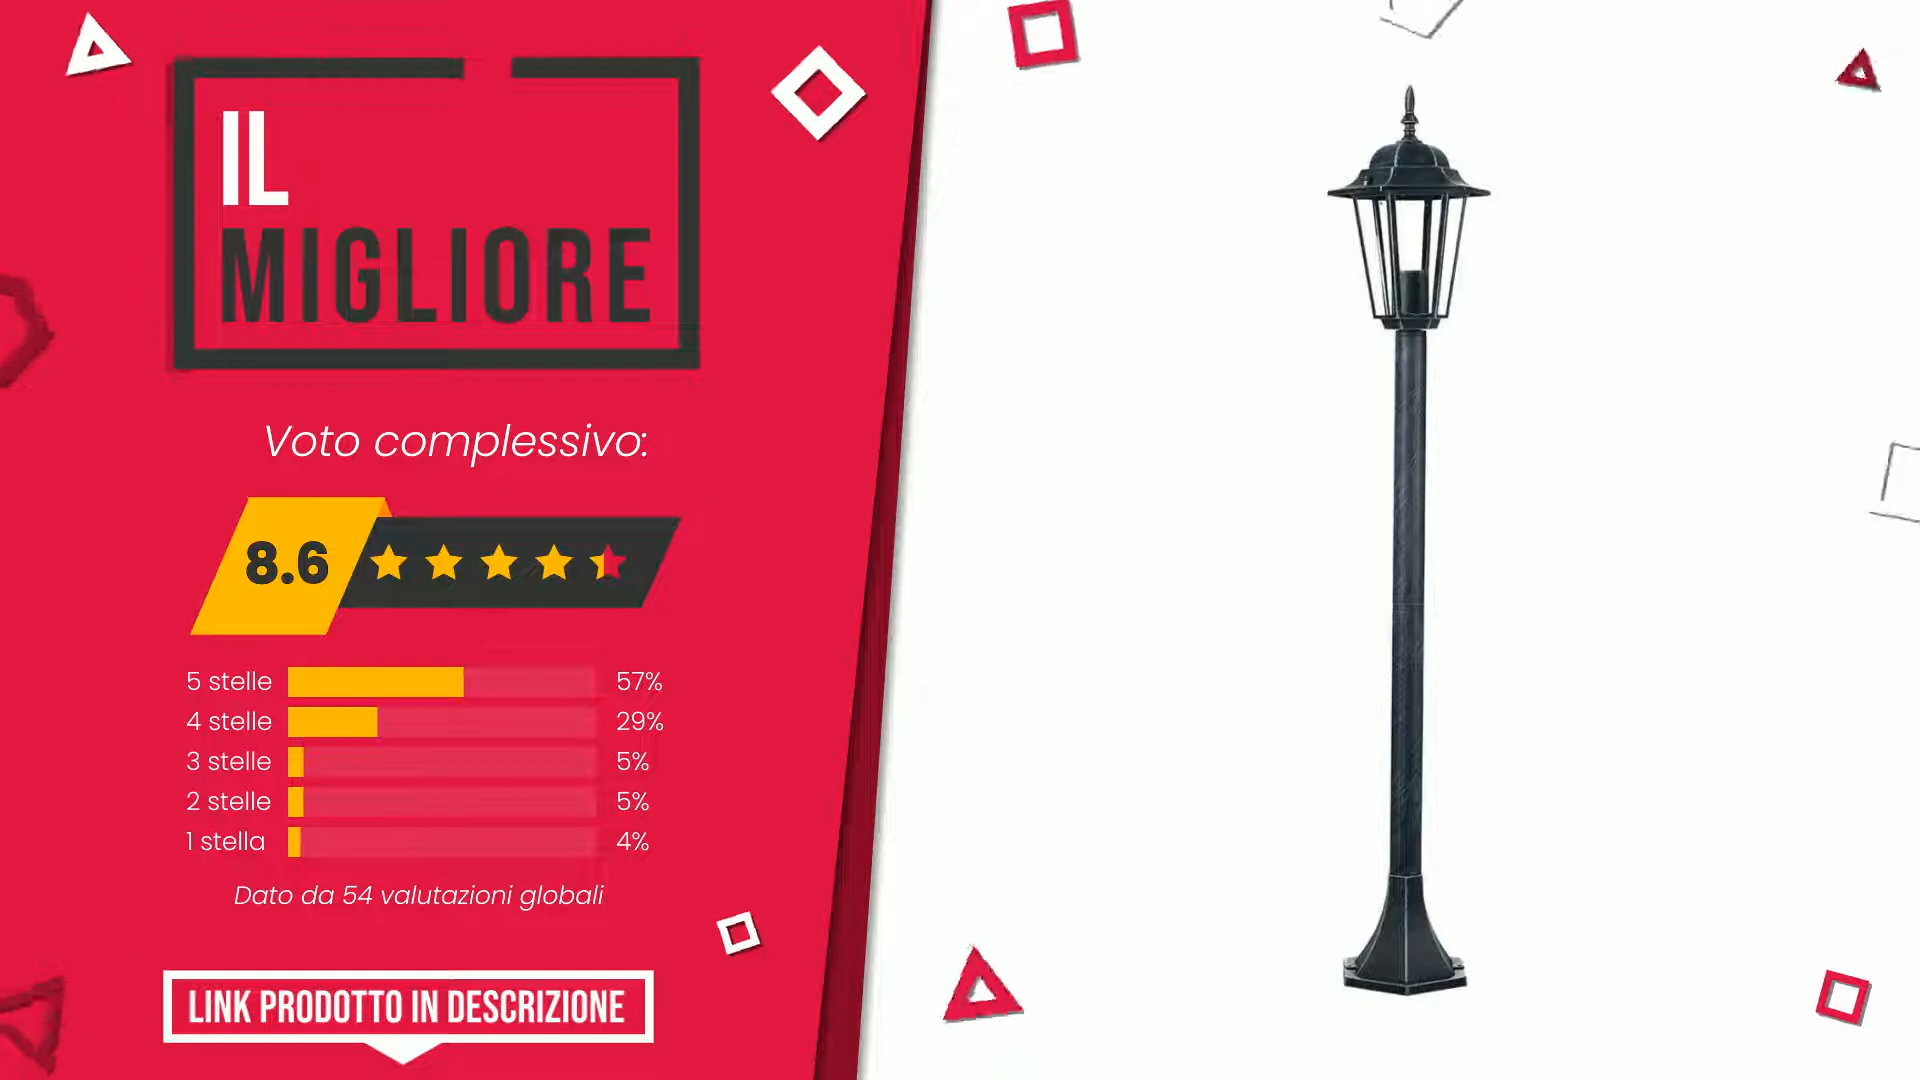 IL
MIGLIORE
Voto complessivo:
8.6
5 stelle 57%
4 stelle 29%
3 stelle 5%
2 stelle 5%
1 stella 4%
Dato da 54 valutazioni globali
LINK PRODOTTO IN DESCRIZIONE